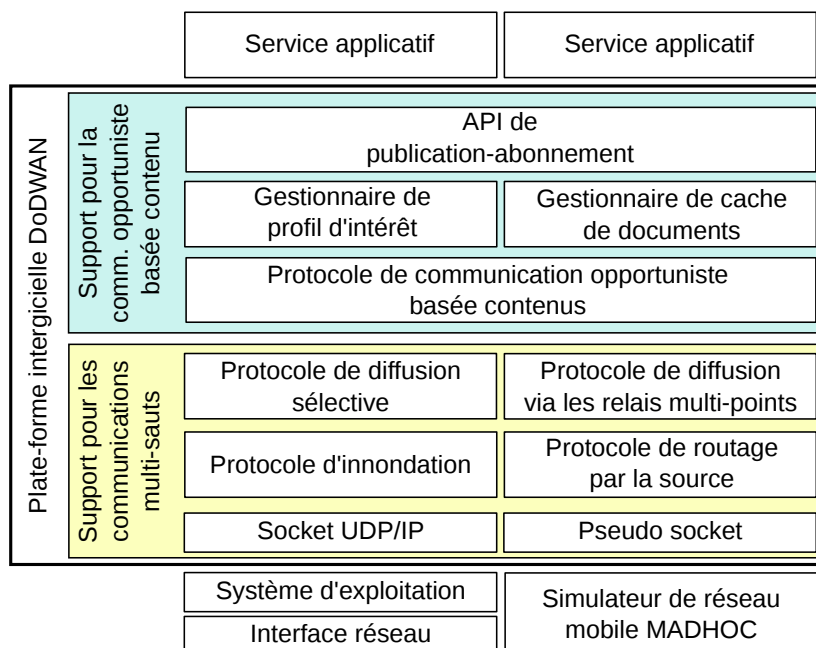 Service applicatif
Service applicatif
Plate-forme intergicielle DoDWAN
Support pour la
comm. opportuniste
basée contenu
API de
publication-abonnement
Gestionnaire de
profil d'intérêt
Gestionnaire de cache
de documents
Protocole de communication opportuniste
basée contenus
Support pour les
communications
multi-sauts
Protocole de diffusion
sélective
Protocole de diffusion
via les relais multi-points
Protocole d'innondation
Protocole de routage
par la source
Socket UDP/IP
Pseudo socket
Système d'exploitation
Interface réseau
Simulateur de réseau
mobile MADHOC